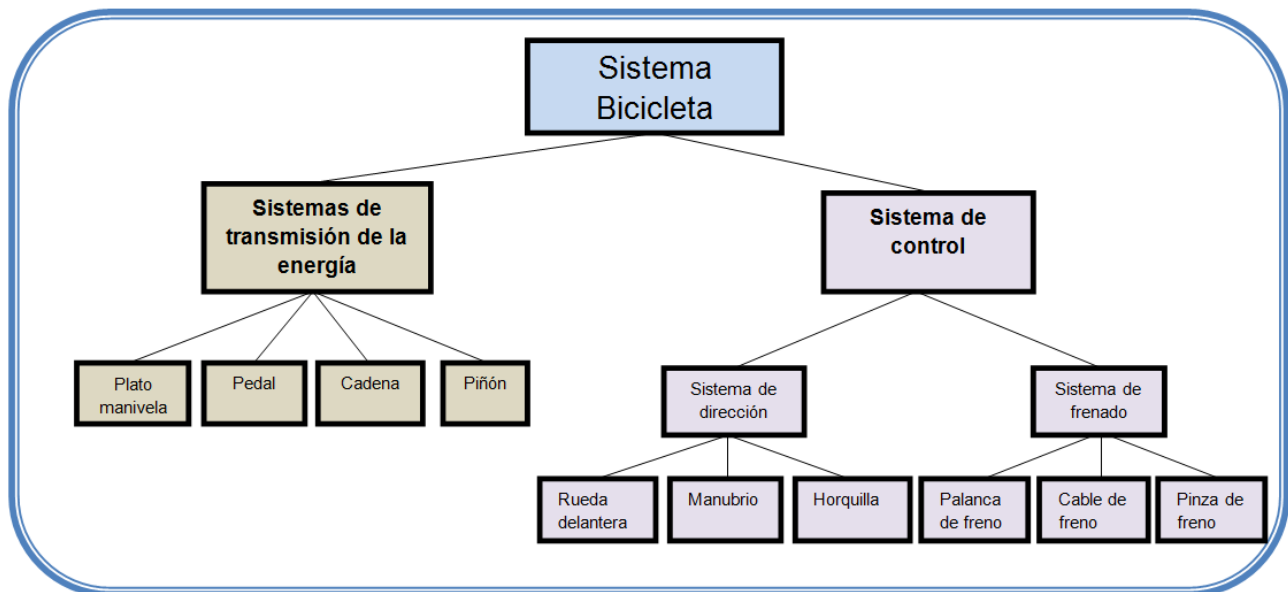 Sistema
Bicicleta
Sistemas de
transmisión de la
energía
Sistema de
control
Plato
manivela
Pedal
Cadena
Piñón
Sistema de
dirección
Sistema de
frenado
Rueda
delantera
Manubrio
Horquilla
Palanca
de freno
Cable de
freno
Pinza de
freno